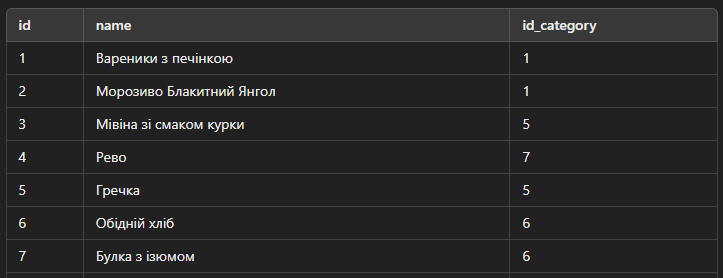 id name id_category
1 Вареники з печінкою 1
2 Морозиво Блакитний Янгол 1
3 Мівіна зі смаком курки 5
4 Рево 7
5 Гречка 5
6 Обідній хліб 6
7 Булка з ізюмом 6